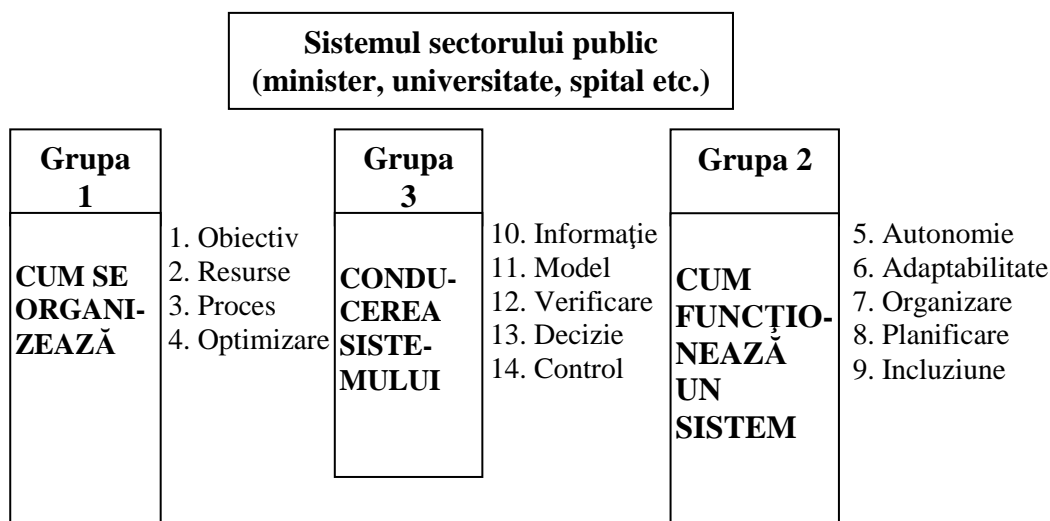 Sistemul sectorului public
(minister, universitate, spital etc.)
Grupa
1
CUM SE
ORGANI-
ZEAZĂ
1. Obiectiv
2. Resurse
3. Proces
4. Optimizare
Grupa
3
CONDU-
CEREA
SISTE-
MULUI
10. Informaţie
11. Model
12. Verificare
13. Decizie
14. Control
Grupa 2
CUM
FUNCŢIO-
NEAZĂ
UN
SISTEM
5. Autonomie
6. Adaptabilitate
7. Organizare
8. Planificare
9. Incluziune